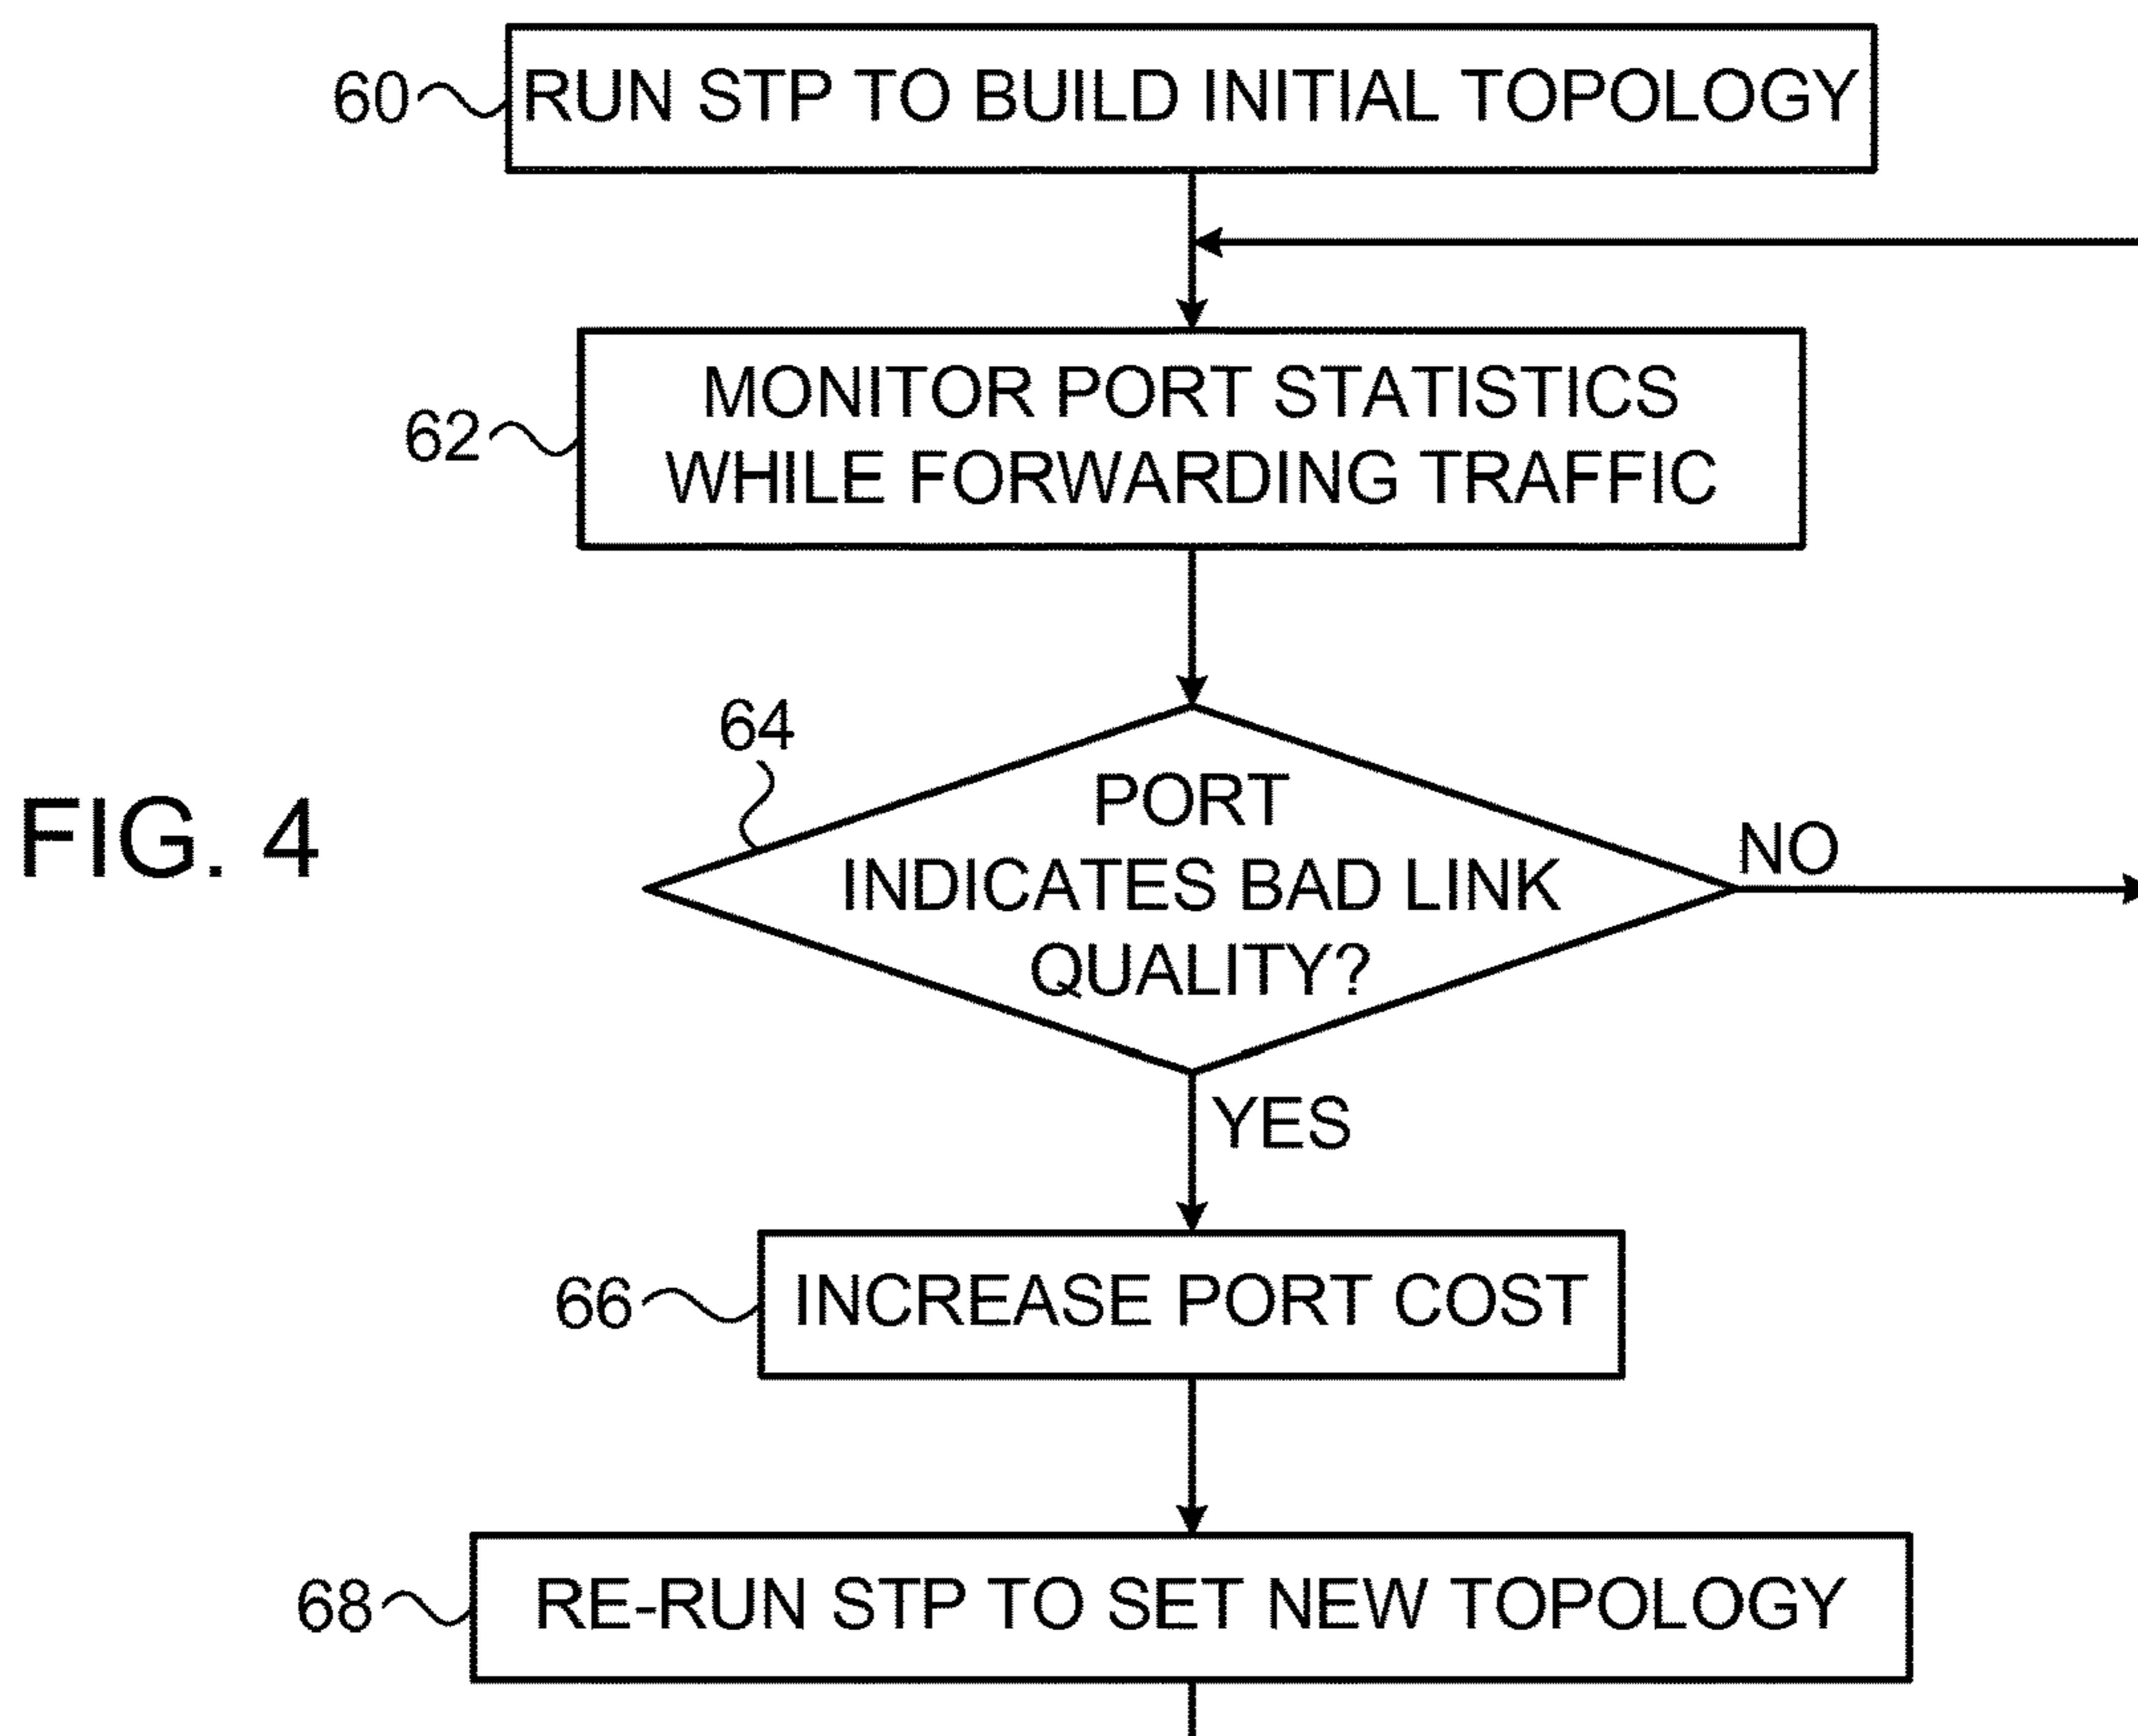 60
RUN STP TO BUILD INITIAL TOPOLOGY
62
MONITOR PORT STATISTICS
WHILE FORWARDING TRAFFIC
64
FIG. 4
PORT
INDICATES BAD LINK
QUALITY?
NO
YES
66
INCREASE PORT COST
68
RE-RUN STP TO SET NEW TOPOLOGY